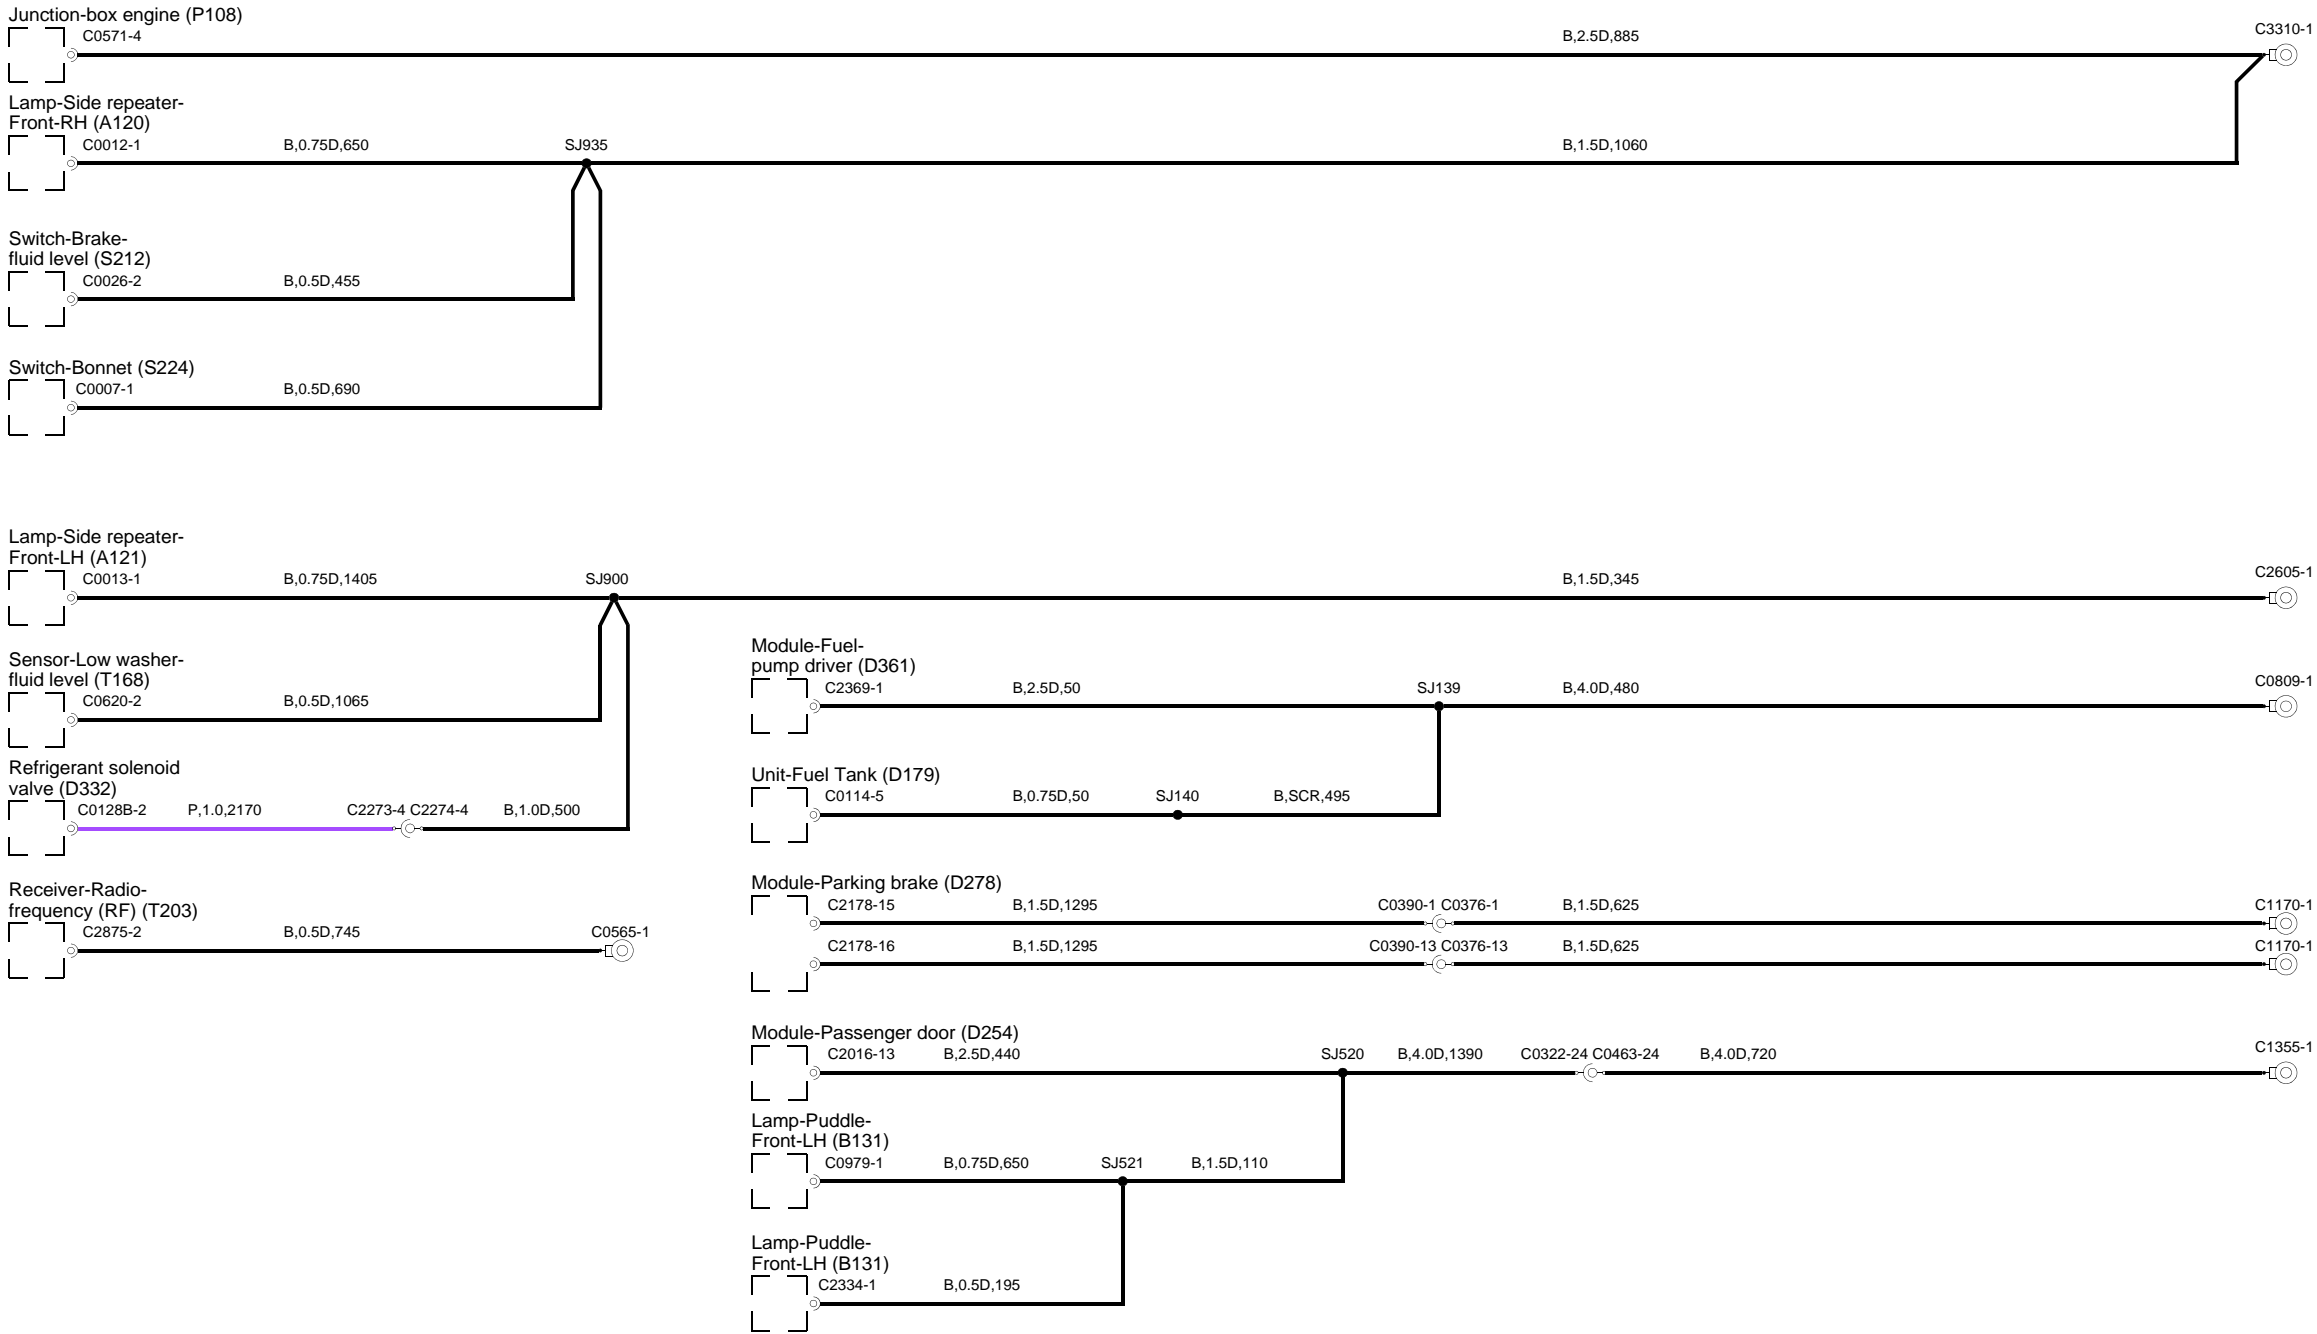 Junction-box engine (P108)
C0571-4
B,2.5D,885
C3310-1
Lamp-Side repeater-
Front-RH (A120)
C0012-1
B,0.75D,650
SJ935
B,1.5D,1060
Switch-Brake-
fluid level (S212)
C0026-2
B,0.5D,455
Switch-Bonnet (S224)
C0007-1
B,0.5D,690
Lamp-Side repeater-
Front-LH (A121)
C0013-1
B,0.75D,1405
SJ900
B,1.5D,345
C2605-1
Sensor-Low washer-
fluid level (T168)
C0620-2
B,0.5D,1065
Refrigerant solenoid
valve (D332)
C0128B-2
P,1.0,2170
C2273-4 C2274-4
B,1.0D,500
Receiver-Radio-
frequency (RF) (T203)
C2875-2
B,0.5D,745
C0565-1
Module-Fuel-
pump driver (D361)
C2369-1
B,2.5D,50
SJ139
B,4.0D,480
C0809-1
Unit-Fuel Tank (D179)
C0114-5
B,0.75D,50
SJ140
B,SCR,495
Module-Parking brake (D278)
C2178-15
B,1.5D,1295
C0390-1 C0376-1
B,1.5D,625
C1170-1
C2178-16
B,1.5D,1295
C0390-13 C0376-13
B,1.5D,625
C1170-1
Module-Passenger door (D254)
C2016-13
B,2.5D,440
SJ520
B,4.0D,1390
C0322-24 C0463-24
B,4.0D,720
C1355-1
Lamp-Puddle-
Front-LH (B131)
C0979-1
B,0.75D,650
SJ521
B,1.5D,110
Lamp-Puddle-
Front-LH (B131)
C2334-1
B,0.5D,195